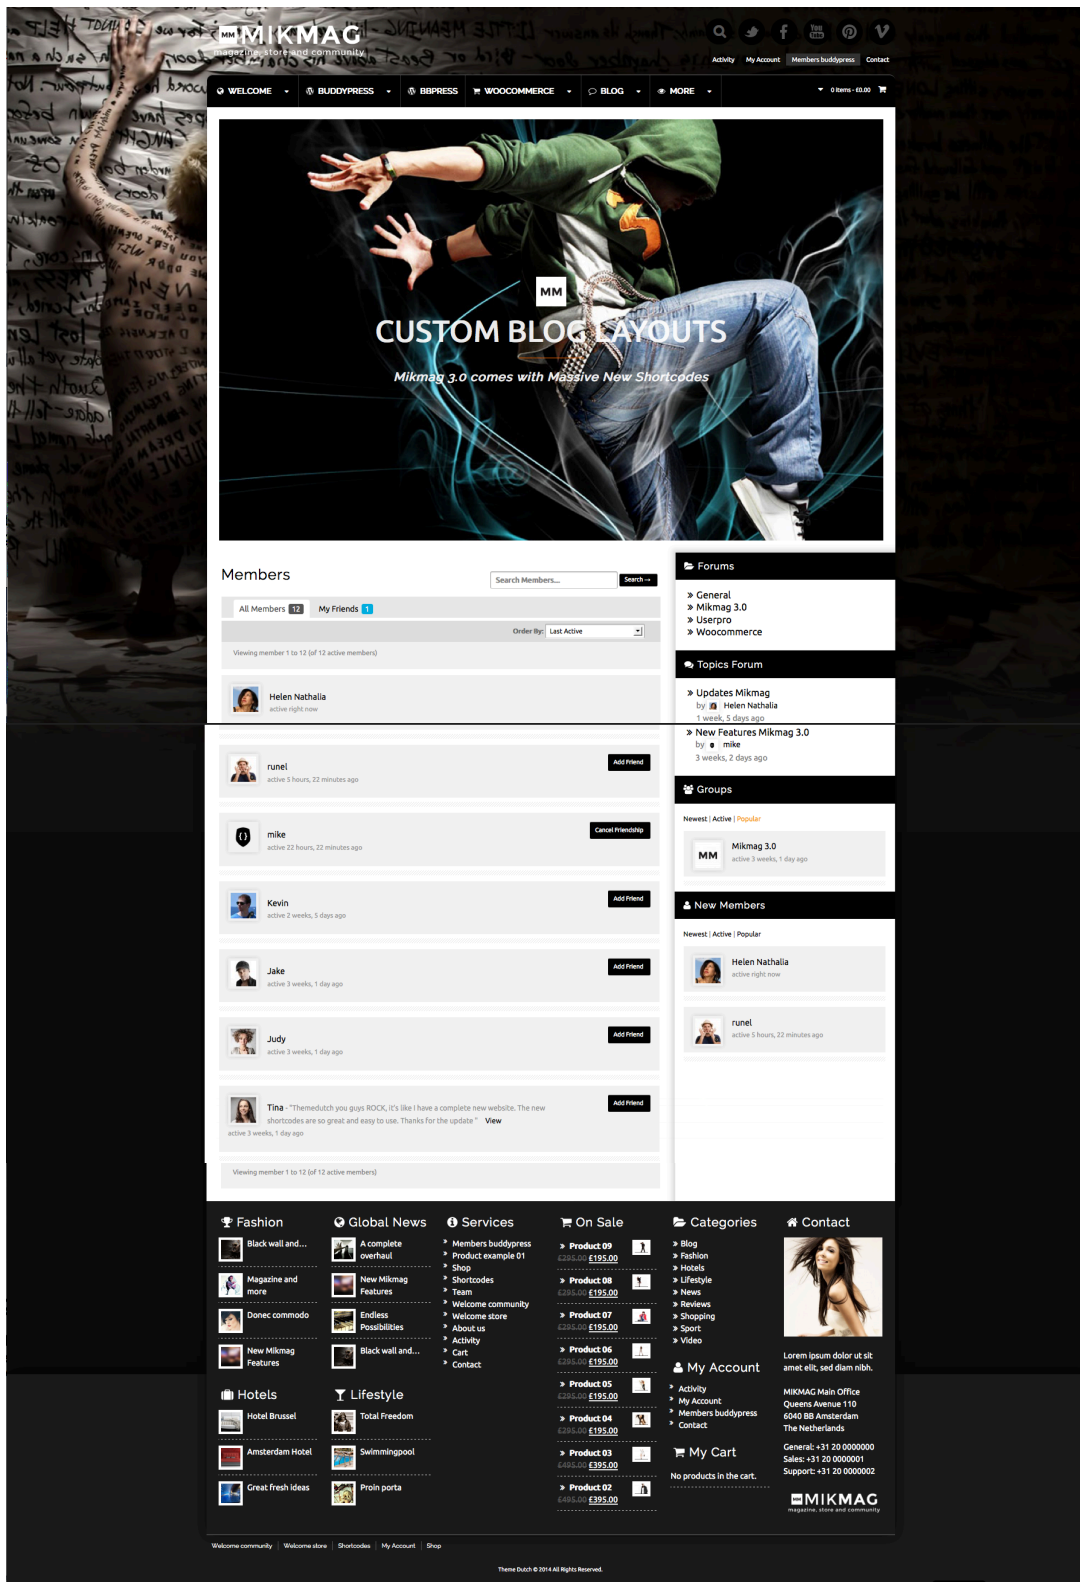 MM MIKMAG
magazine, store and community
Activity My Account Members buddypress Contact
WELCOME BUDDYPRESS BBPRESS WOOCOMMERCE BLOG MORE 0 items - £0.00
MM
CUSTOM BLOG LAYOUTS
Mikmag 3.0 comes with Massive New Shortcodes
Members
Search Members... Search →
All Members 12 My Friends 1
Order By: Last Active
Viewing member 1 to 12 (of 12 active members)
Helen Nathalia
active right now
runel
active 5 hours, 22 minutes ago
Add Friend
mike
active 22 hours, 22 minutes ago
Cancel Friendship
Kevin
active 2 weeks, 5 days ago
Add Friend
Jake
active 3 weeks, 1 day ago
Add Friend
Judy
active 3 weeks, 1 day ago
Add Friend
Tina - "Themedutch you guys ROCK, it's like I have a complete new website. The new
shortcodes are so great and easy to use. Thanks for the update " View
active 3 weeks, 1 day ago
Add Friend
Viewing member 1 to 12 (of 12 active members)
Forums
» General
» Mikmag 3.0
» Userpro
» Woocommerce
Topics Forum
» Updates Mikmag
by Helen Nathalia
1 week, 5 days ago
» New Features Mikmag 3.0
by mike
3 weeks, 2 days ago
Groups
Newest | Active | Popular
MM
Mikmag 3.0
active 3 weeks, 1 day ago
New Members
Newest | Active | Popular
Helen Nathalia
active right now
runel
active 5 hours, 22 minutes ago
Fashion
Black wall and...
Magazine and
more
Donec commodo
New Mikmag
Features
Hotels
Hotel Brussel
Amsterdam Hotel
Great fresh ideas
Global News
A complete
overhaul
New Mikmag
Features
Endless
Possibilities
Black wall and...
Lifestyle
Total Freedom
Swimmingpool
Proin porta
Services
» Members buddypress
» Product example 01
» Shop
» Shortcodes
» Team
» Welcome community
» Welcome store
» About us
» Activity
» Cart
» Contact
On Sale
» Product 09
£295.00 £195.00
» Product 08
£295.00 £195.00
» Product 07
£295.00 £195.00
» Product 06
£295.00 £195.00
» Product 05
£295.00 £195.00
» Product 04
£295.00 £195.00
» Product 03
£495.00 £395.00
» Product 02
£495.00 £395.00
Categories
» Blog
» Fashion
» Hotels
» Lifestyle
» News
» Reviews
» Shopping
» Sport
» Video
My Account
» Activity
» My Account
» Members buddypress
» Contact
My Cart
No products in the cart.
Contact
Lorem ipsum dolor ut sit
amet elit, sed diam nibh.
MIKMAG Main Office
Queens Avenue 110
6040 BB Amsterdam
The Netherlands
General: +31 20 0000000
Sales: +31 20 0000001
Support: +31 20 0000002
MM MIKMAG
magazine, store and community
Welcome community | Welcome store | Shortcodes | My Account | Shop
Theme Dutch © 2014 All Rights Reserved.